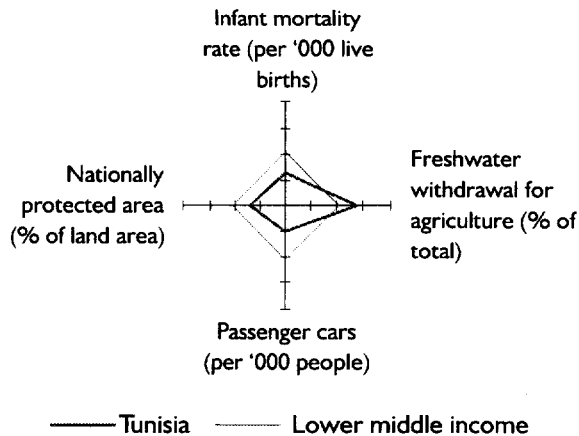 Infant mortality
rate (per ‘000 live
births)
Nationally
protected area
(% of land area)
Freshwater
withdrawal for
agriculture (% of
total)
Passenger cars
(per ‘000 people)
Tunisia
Lower middle income